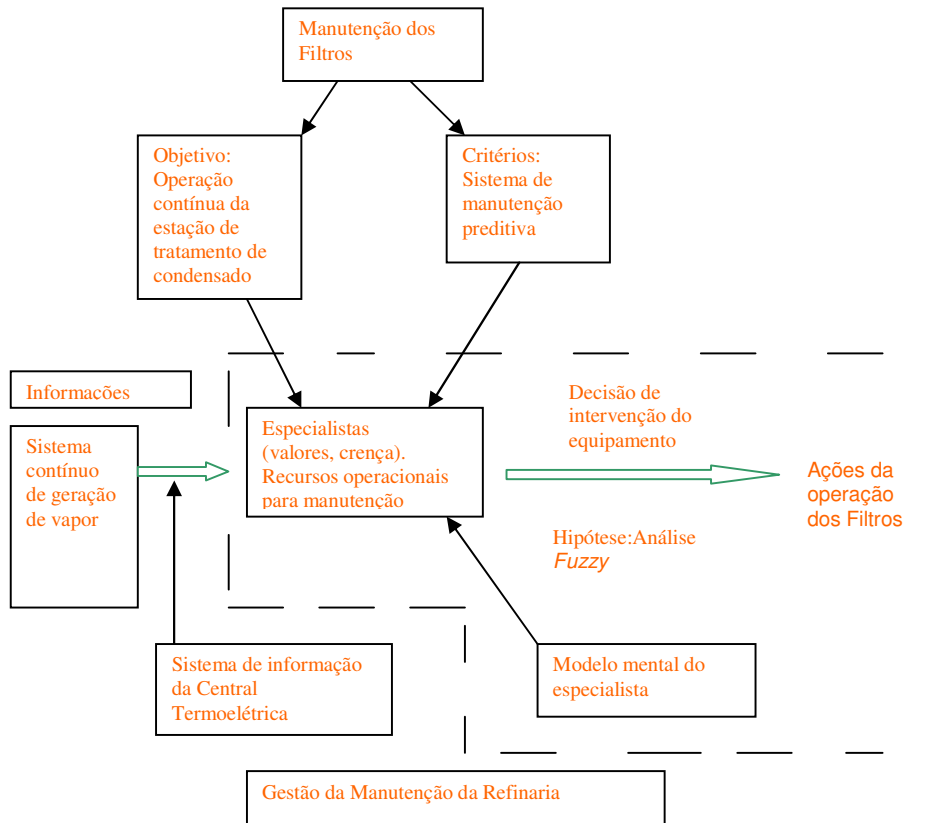 Manutenção dos
Filtros
Objetivo:
Operação
contínua da
estação de
tratamento de
condensado
Critérios:
Sistema de
manutenção
preditiva
Informacões
Sistema
contínuo
de geração
de vapor
Especialistas
(valores, crença).
Recursos operacionais
para manutenção
Decisão de
intervenção do
equipamento
Ações da
operação
dos Filtros
Hipótese:Análise
Fuzzy
Sistema de informação
da Central
Termoelétrica
Modelo mental do
especialista
Gestão da Manutenção da Refinaria